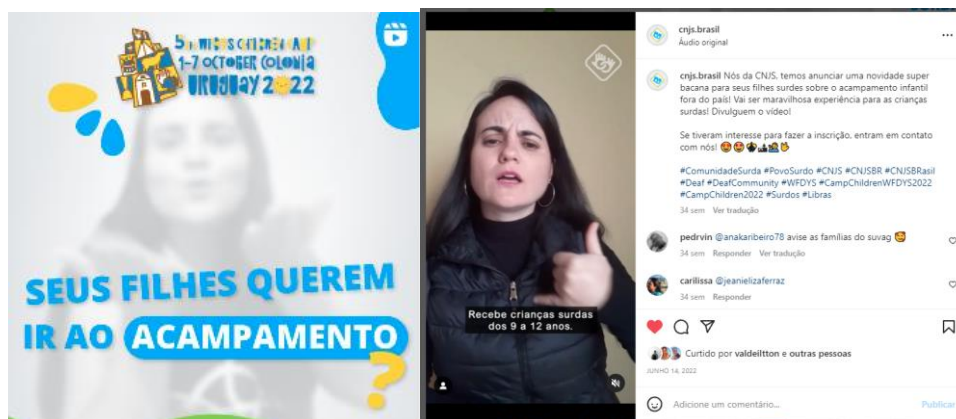 1-7 OCTOBER COLONIA
URUGUAY 2022
SEUS FILHES QUEREM
IR AO ACAMPAMENTO
?
Recebe crianças surdas
dos 9 a 12 anos.
cnjs.brasil
Áudio original
cnjs.brasil Nós da CNJS, temos anunciar uma novidade super
bacana para seus filhes surdes sobre o acampamento infantil
fora do país! Vai ser maravilhosa experiência para as crianças
surdas! Divulguem o vídeo!
Se tiveram interesse para fazer a inscrição, entram em contato
com nós!
#ComunidadeSurda #PovoSurdo #CNJS #CNJSBR #CNJSBRasil
#Deaf #DeafCommunity #WFDYS #CampChildrenWFDYS2022
#CampChildren2022 #Surdos #Libras
34 sem Ver tradução
pedrvin @anakaribeiro78 avise as famílias do suvag
34 sem Responder Ver tradução
carilissa @jeanielizaferraz
34 sem Responder
Curtido por valdeiltton e outras pessoas
JUNHO 14, 2022
Adicione um comentário... Publicar